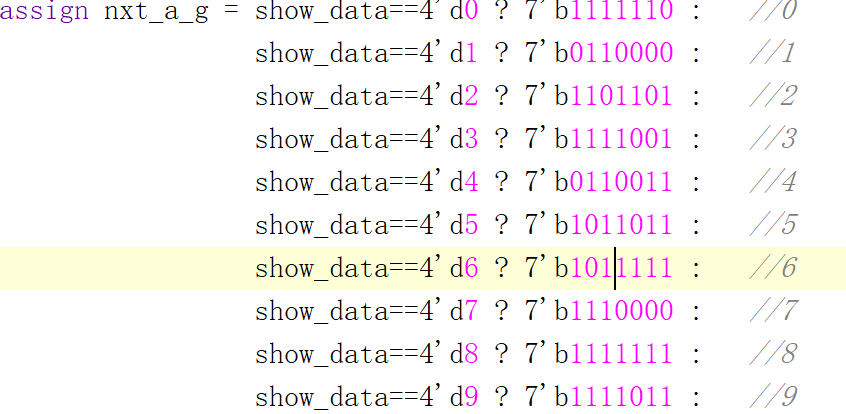 assign nxt_a_g = show_data==4'd0 ? 7'b1111110 : //0
show_data==4'd1 ? 7'b0110000 : //1
show_data==4'd2 ? 7'b1101101 : //2
show_data==4'd3 ? 7'b1111001 : //3
show_data==4'd4 ? 7'b0110011 : //4
show_data==4'd5 ? 7'b1011011 : //5
show_data==4'd6 ? 7'b1011111 : //6
show_data==4'd7 ? 7'b1110000 : //7
show_data==4'd8 ? 7'b1111111 : //8
show_data==4'd9 ? 7'b1111011 : //9